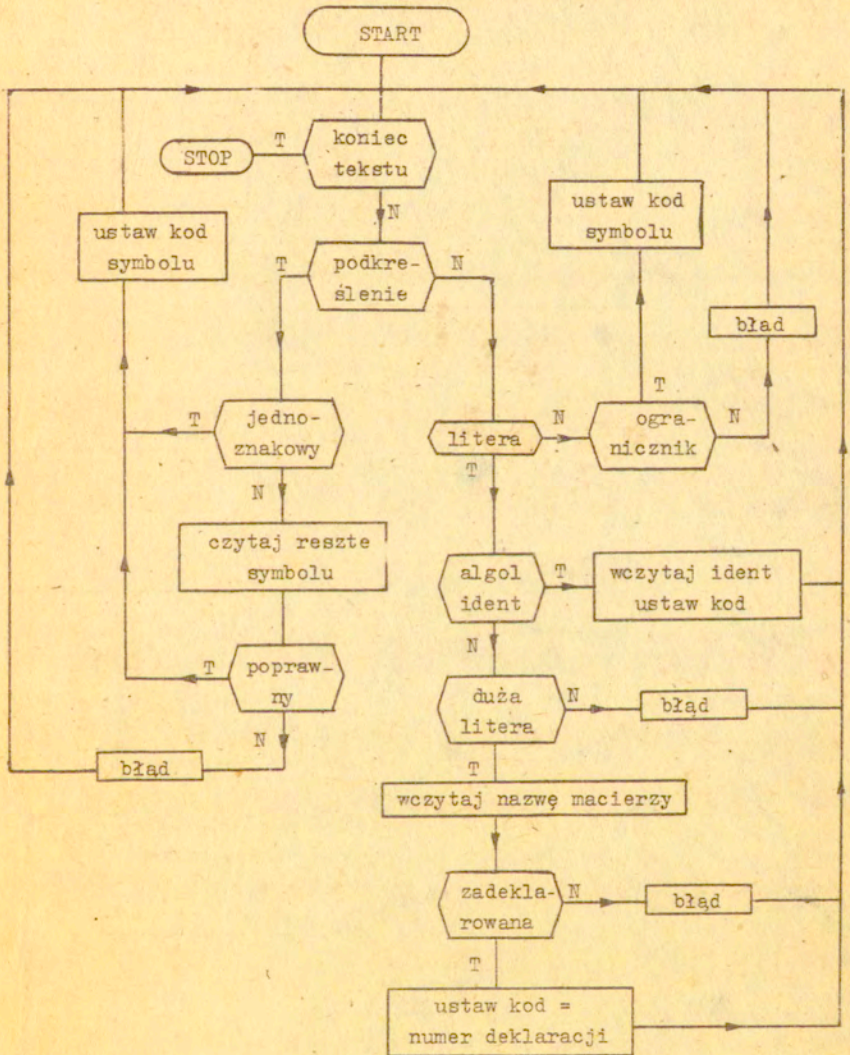 START
koniec
tekstu
T
STOP
N
ustaw kod
symbolu
ustaw kod
symbolu
podkre-
ślenie
T
N
bład
T
jedno-
znakowy
T
litera
N
ogra-
nicznik
N
T
N
czytaj reszte
symbolu
algol
ident
T
wczytaj ident
ustaw kod
N
T
popraw-
ny
duża
litera
N
błąd
N
błąd
T
wczytaj nazwę macierzy
zadekla-
rowana
N
błąd
T
ustaw kod =
numer deklaracji